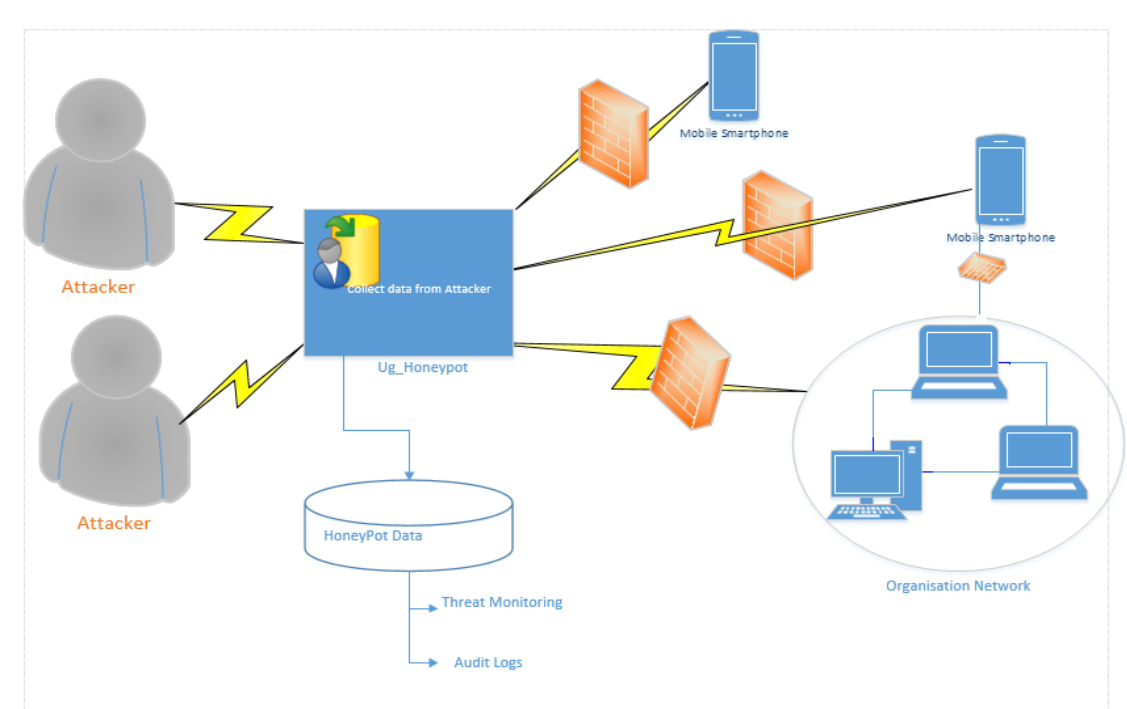 Mobile Smartphone
Mobile Smartphone
Attacker
Collect data from Attacker
Ug_Honeypot
Attacker
HoneyPot Data
Organisation Network
Threat Monitoring
Audit Logs